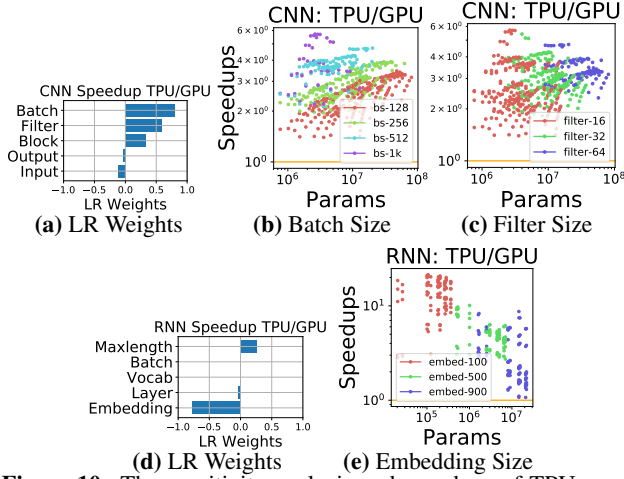 CNN: TPU/GPU
CNN: TPU/GPU
CNN Speedup TPU/GPU
Batch
Filter
Block
Output
Input
−1.0 −0.5 0.0 0.5 1.0
LR Weights
Speedups
6 × 10⁰
4 × 10⁰
3 × 10⁰
2 × 10⁰
10⁰
bs-128
bs-256
bs-512
bs-1k
10⁶ 10⁷ 10⁸
Params
6 × 10⁰
4 × 10⁰
3 × 10⁰
2 × 10⁰
10⁰
filter-16
filter-32
filter-64
10⁶ 10⁷ 10⁸
Params
(a) LR Weights (b) Batch Size (c) Filter Size
RNN Speedup TPU/GPU
Maxlength
Batch
Vocab
Layer
Embedding
−1.0 −0.5 0.0 0.5 1.0
LR Weights
RNN: TPU/GPU
Speedups
10¹
10⁰
embed-100
embed-500
embed-900
10⁵ 10⁶ 10⁷
Params
(d) LR Weights (e) Embedding Size